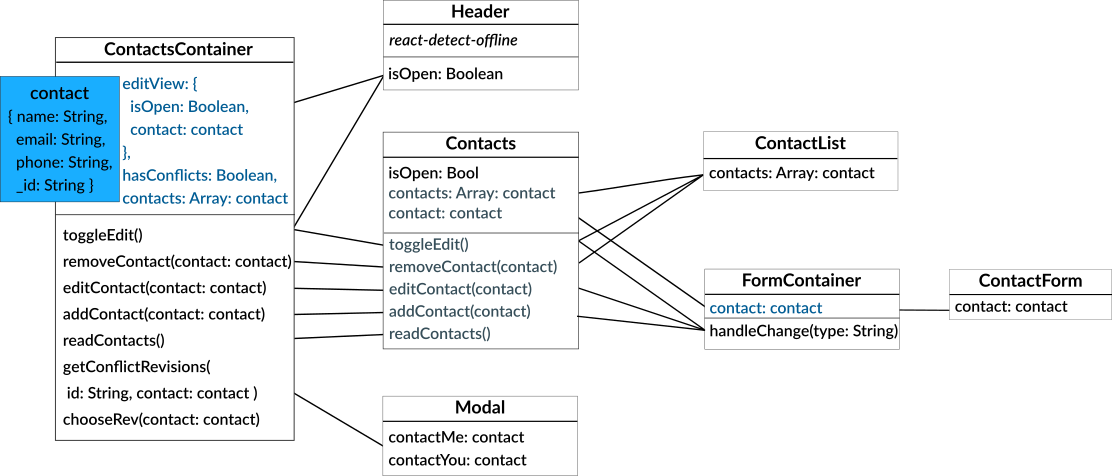 ContactsContainer
contact
{ name: String,
email: String,
phone: String,
_id: String }
editView: {
isOpen: Boolean,
contact: contact
},
hasConflicts: Boolean,
contacts: Array: contact
toggleEdit()
removeContact(contact: contact)
editContact(contact: contact)
addContact(contact: contact)
readContacts()
getConflictRevisions(
id: String, contact: contact )
chooseRev(contact: contact)
Header
react-detect-offline
isOpen: Boolean
Contacts
isOpen: Bool
contacts: Array: contact
contact: contact
toggleEdit()
removeContact(contact)
editContact(contact)
addContact(contact)
readContacts()
Modal
contactMe: contact
contactYou: contact
ContactList
contacts: Array: contact
FormContainer
contact: contact
handleChange(type: String)
ContactForm
contact: contact